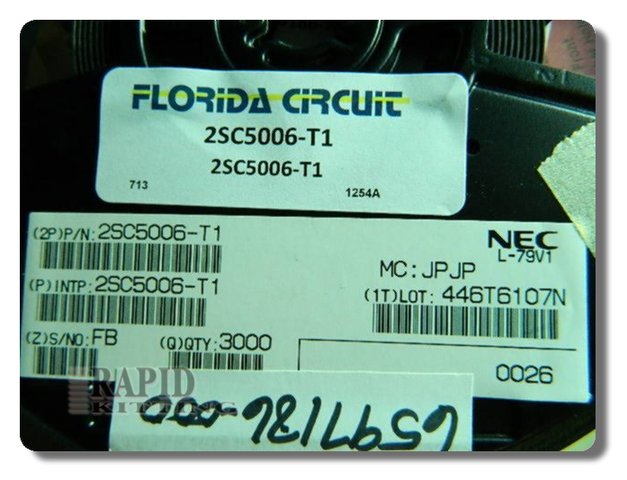 FLORIDA CIRCUIT
2SC5006-T1
2SC5006-T1
713 1254A
(2P)P/N: 2SC5006-T1
NEC
L-79V1
MC: JPJP
(P)INTP: 2SC5006-T1
(1T)LOT: 446T6107N
(Z)S/NO: FB (Q)QTY: 3000
0026
RAPID
KITTING